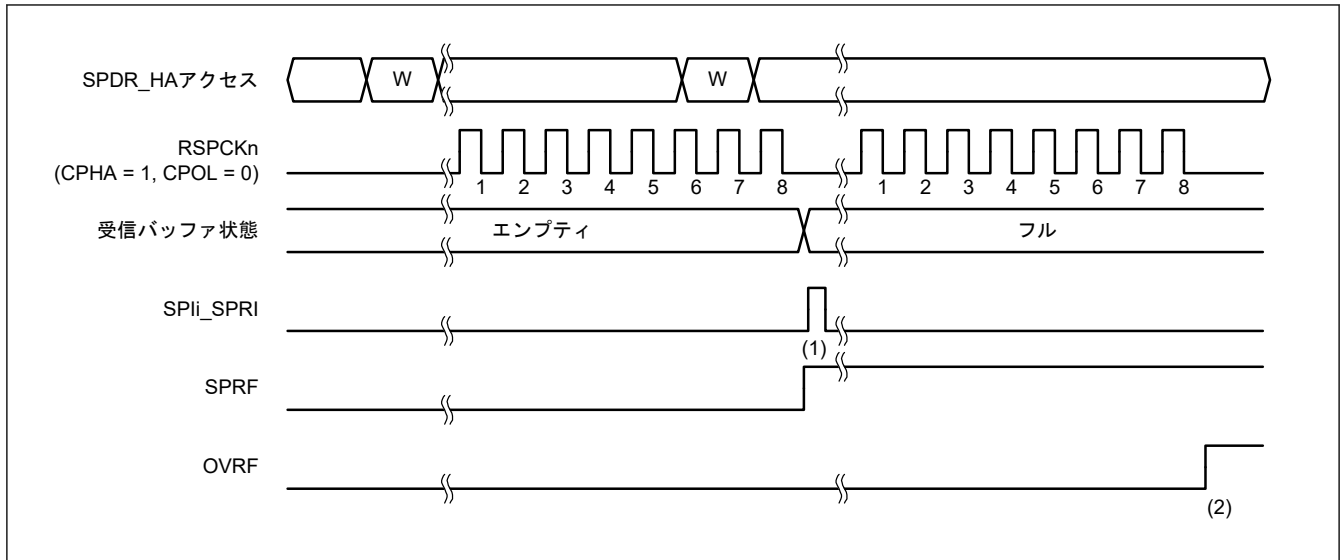 SPDR_HAアクセス
W
W
RSPCKn
(CPHA = 1, CPOL = 0)
1 2 3 4 5 6 7 8
1 2 3 4 5 6 7 8
受信バッファ状態
エンプティ
フル
SPIi_SPRI
(1)
SPRF
OVRF
(2)